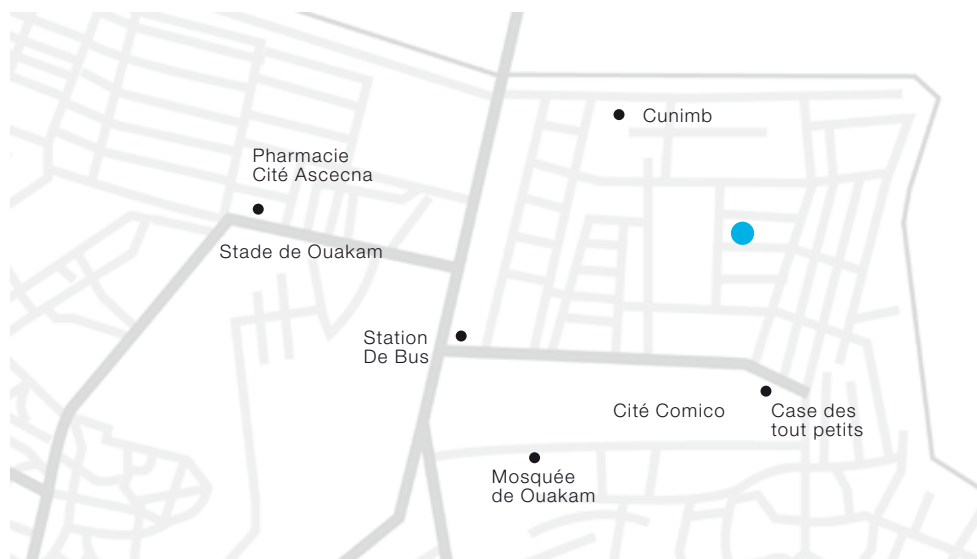 Cunimb
Pharmacie
Cité Ascecna
Stade de Ouakam
Station
De Bus
Cité Comico
Case des
tout petits
Mosquée
de Ouakam